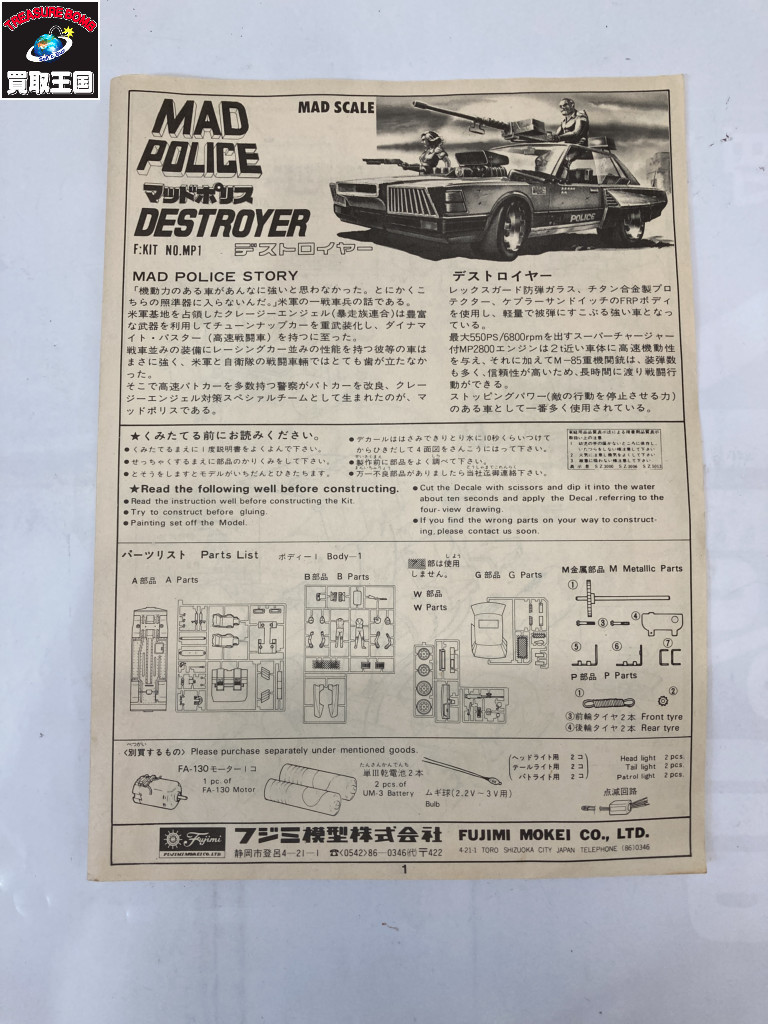 TREASURE BOMB
買取王国
MAD
POLICE
マッドポリス
DESTROYER
F:KIT NO.MP1 デストロイヤー
MAD SCALE
POLICE
MAD POLICE STORY
「機動力のある車があんなに強いと思わなかった。とにかくこ
ちらの照準器に入らないんだ。」米軍の一戦車兵の話である。
米軍基地を占領したクレージーエンジェル(暴走族連合)は豊富
な武器を利用してチューンナップカーを重武装化し、ダイナマ
イト・バスター(高速戦車)を持つに至った。
戦車並みの装備にレーシングカー並みの性能を持つ彼等の車は
まさに強く、米軍と自衛隊の戦闘車輛ではとても歯が立たなか
った。
そこで高速パトカーを多数持つ警察がパトカーを改良、クレー
ジーエンジェル対策スペシャルチームとして生まれたのが、マ
ッドポリスである。
デストロイヤー
レックスガード防弾ガラス、チタン合金製プロ
テクター、ケブラーサンドイッチのFRPボディ
を使用し、軽量で被弾にすこぶる強い車となっ
ている。
最大550PS/6800rpmを出すスーパーチャージャー
付MP2800エンジンは2t近い車体に高速機動性
を与え、それに加えてM-85重機関銃は、装弾数
も多く、信頼性が高いため、長時間に渡り戦闘行
動ができる。
ストッピングパワー(敵の行動を停止させる力)
のある車として一番多く使用されている。
★くみたてる前にお読みください。
●くみたてるまえに1度説明書をよくよんで下さい。
●せっちゃくするまえに部品のかりくみをして下さい。
●とそうをしますとモデルがいちだんとひきたちます。
●デカールははさみできりとり水に10秒くらいつけて
からひきだして4面図をさんこうにはって下さい。
●製作前に部品をよく調べて下さい。
●万一不良部品がありましたら当社迄御連絡下さい。
★Read the following well before constructing.
●Read the instruction well before constructing the Kit.
●Try to construct before gluing.
●Painting set off the Model.
●Cut the Decale with scissors and dip it into the water
about ten seconds and apply the Decal, referring to the
four-view drawing.
●If you find the wrong parts on your way to construct-
ing, please contact us soon.
パーツリスト Parts List ボディー1 Body-1
A部品 A Parts
B部品 B Parts
部は使用
しません。
W部品
W Parts
G部品 G Parts
M金属部品 M Metallic Parts
①
② ③ ④
⑤ ⑥ ⑦
P部品 P Parts
① ②
③前輪タイヤ2本 Front tyre
④後輪タイヤ2本 Rear tyre
〈別買するもの〉 Please purchase separately under mentioned goods.
FA-130モーター1コ
1 pc. of
FA-130 Motor
単III乾電池2本
2 pcs of
UM-3 Battery
ムギ球(2.2V～3V用)
Bulb
ヘッドライト用 2コ
テールライト用 2コ
パトライト用 2コ
Head light 2 pcs.
Tail light 2 pcs.
Patrol light 2 pcs.
点滅回路
Fujimi
FUJIMI MOKEI CO., LTD
フジミ模型株式会社 FUJIMI MOKEI CO., LTD.
静岡市登呂4-21-1 ☎〈0542〉86-0346㈹〒422
4-21-1 TORO SHIZUOKA CITY JAPAN TELEPHONE (86)0346
1